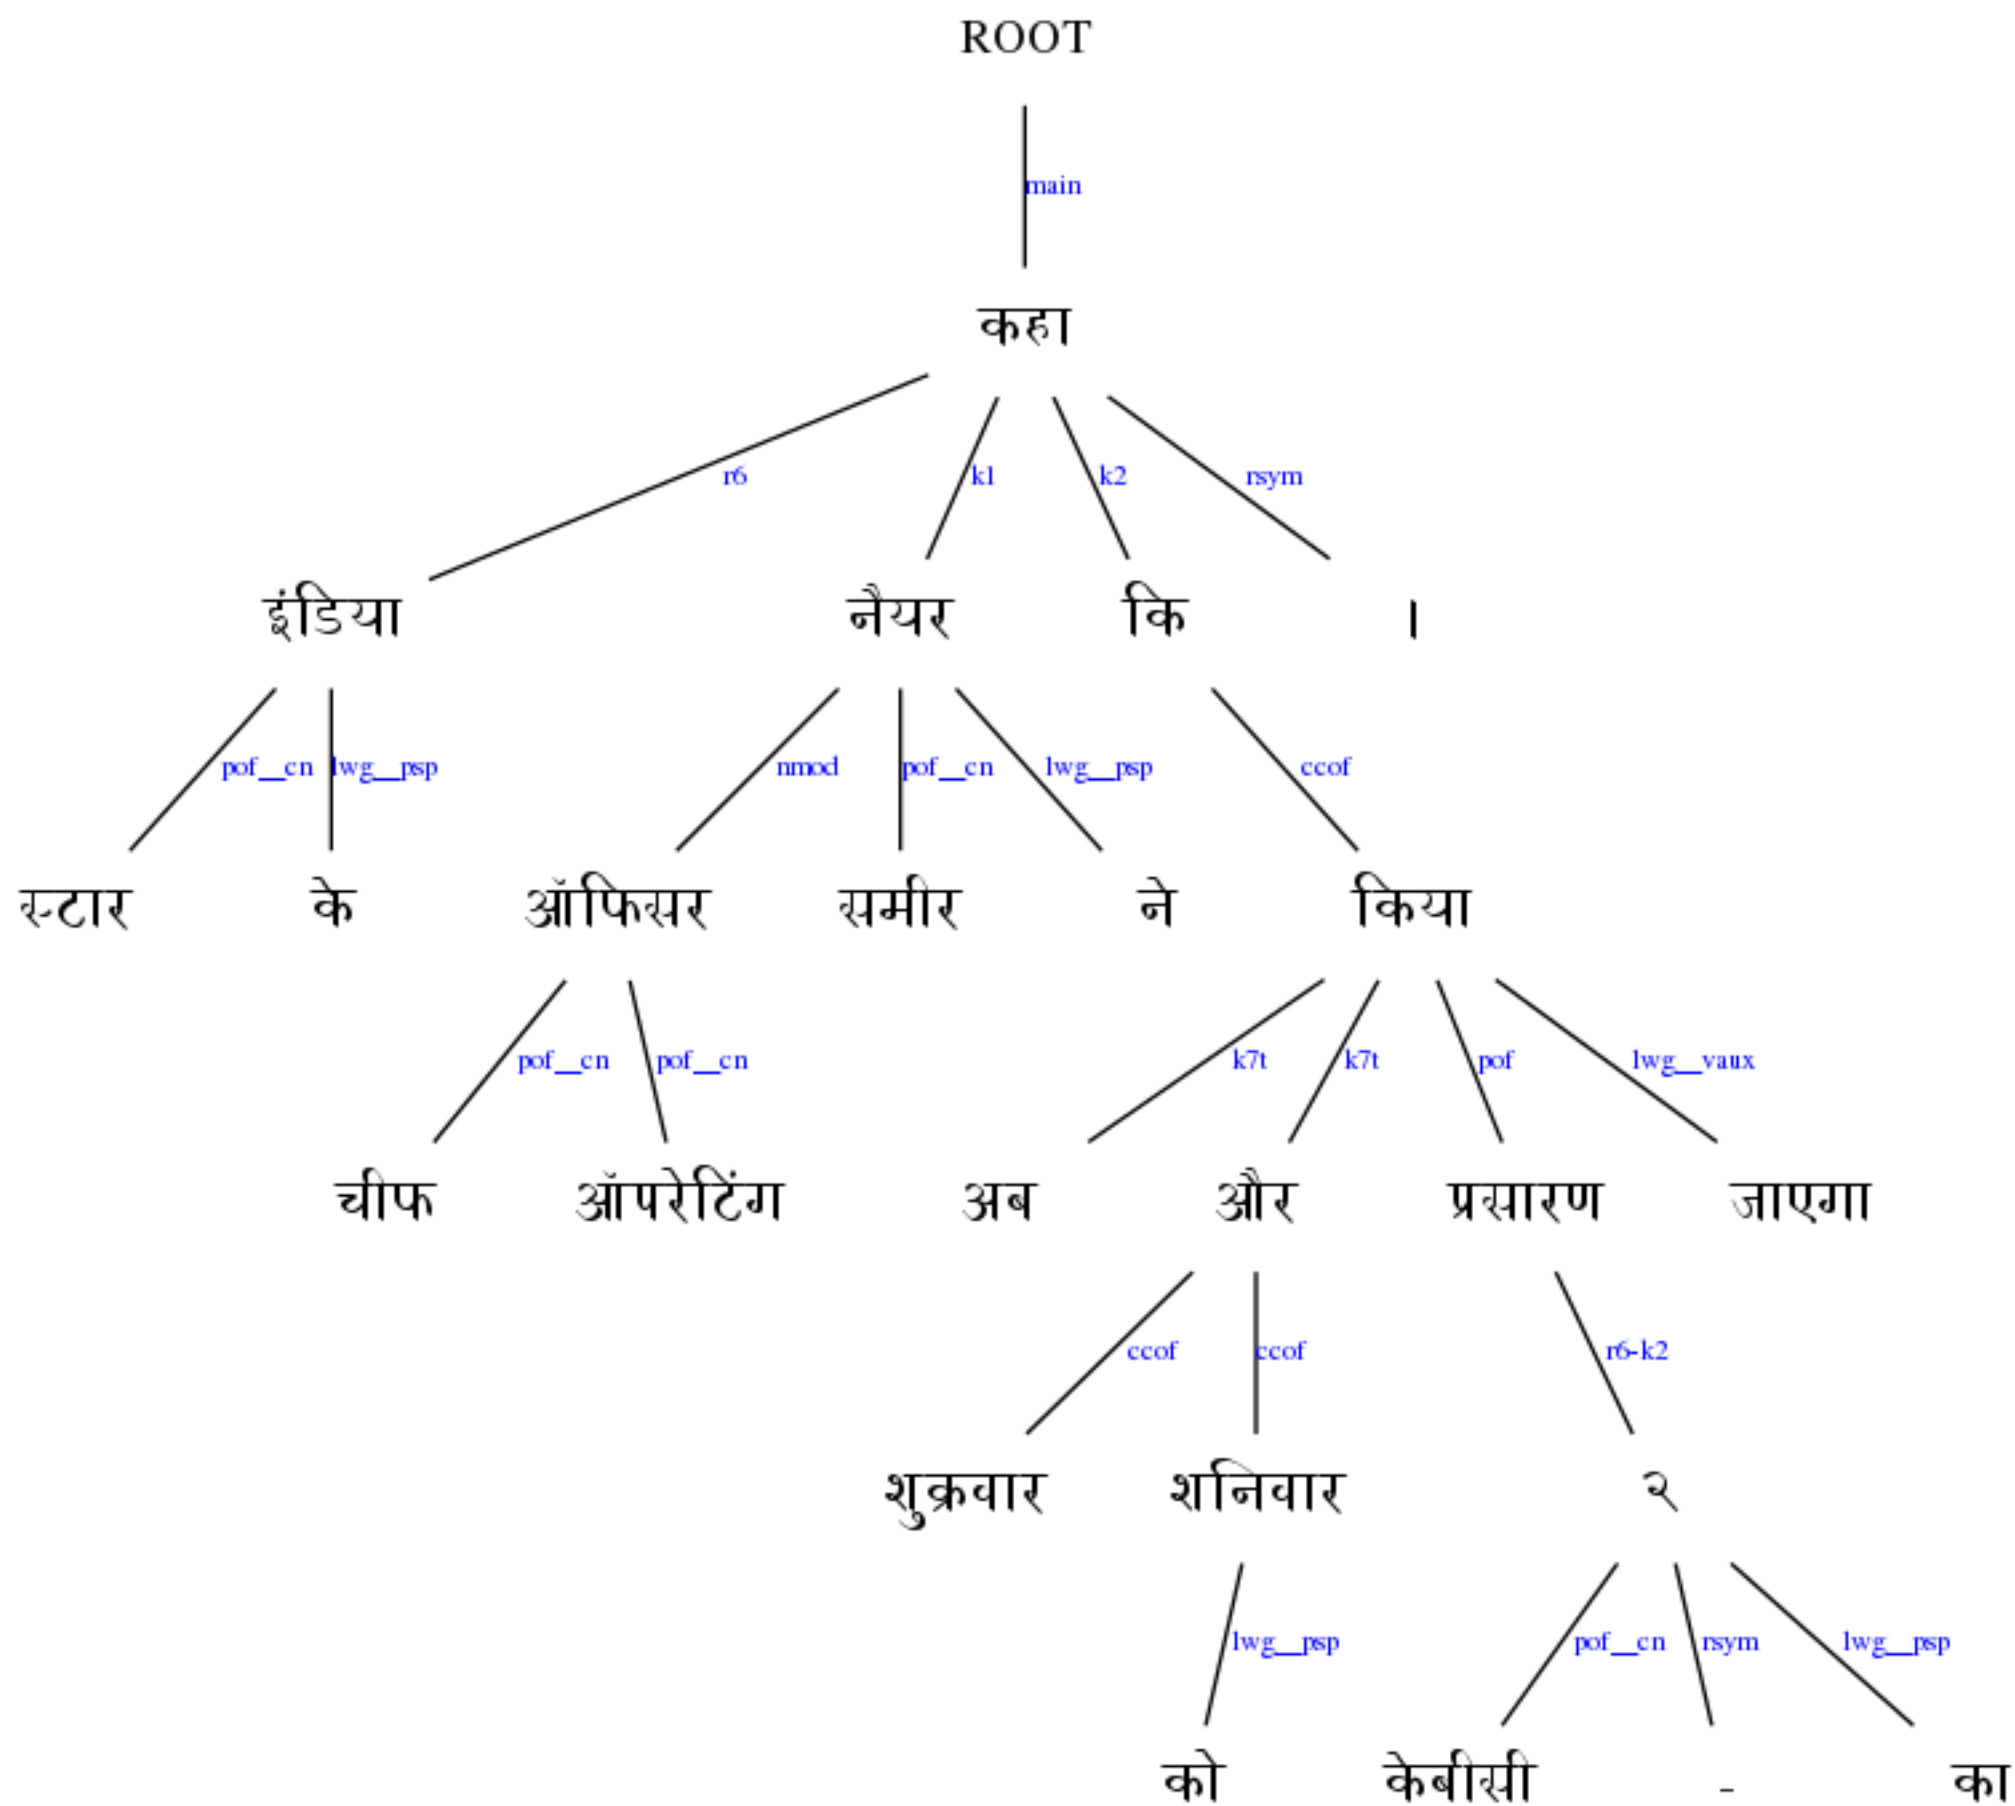 ROOT
main
कहा
r6 k1 k2 rsym
इंडिया नैयर कि ।
pof__cn lwg__psp nmod pof__cn lwg__psp ccof
स्टार के ऑफिसर समीर ने किया
pof__cn pof__cn k7t k7t pof lwg__vaux
चीफ ऑपरेटिंग अब और प्रसारण जाएगा
ccof ccof r6-k2
शुक्रवार शनिवार २
lwg__psp pof__cn rsym lwg__psp
को केबीसी - का